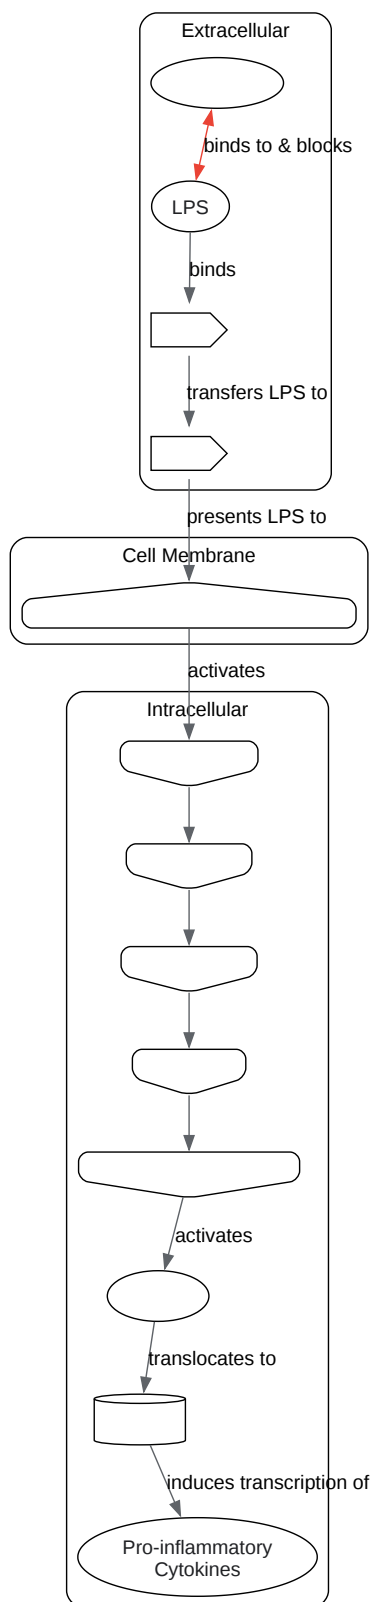 Extracellular
binds to & blocks
LPS
binds
transfers LPS to
presents LPS to
Cell Membrane
activates
Intracellular
activates
translocates to
induces transcription of
Pro-inflammatory
Cytokines